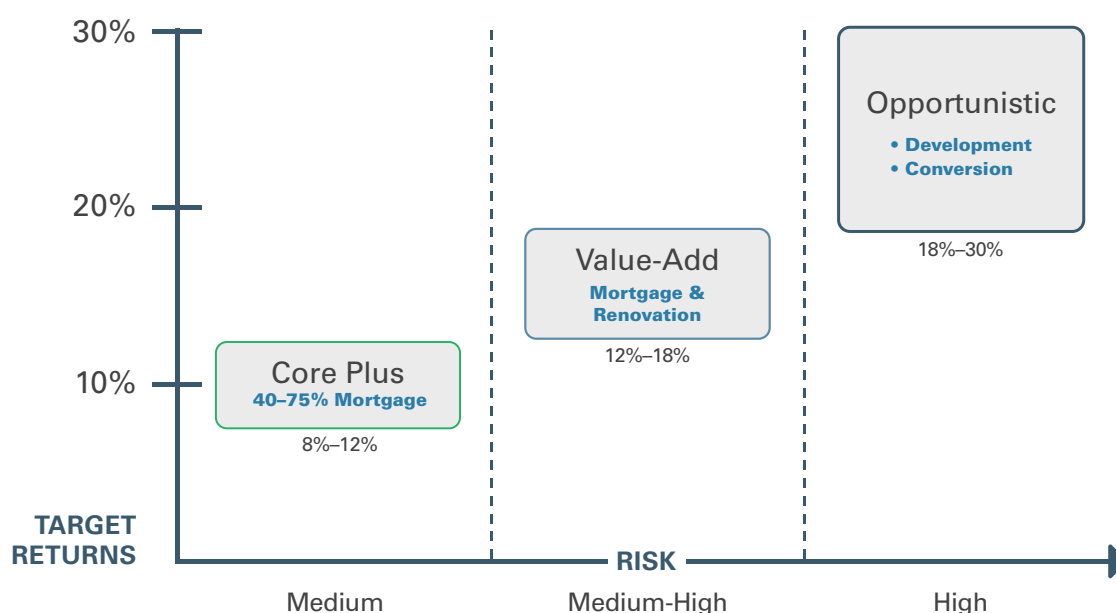 30%
20%
10%
TARGET
RETURNS
Core Plus
40–75% Mortgage
8%–12%
Value-Add
Mortgage &
Renovation
12%–18%
Opportunistic
• Development
• Conversion
18%–30%
RISK
Medium
Medium-High
High